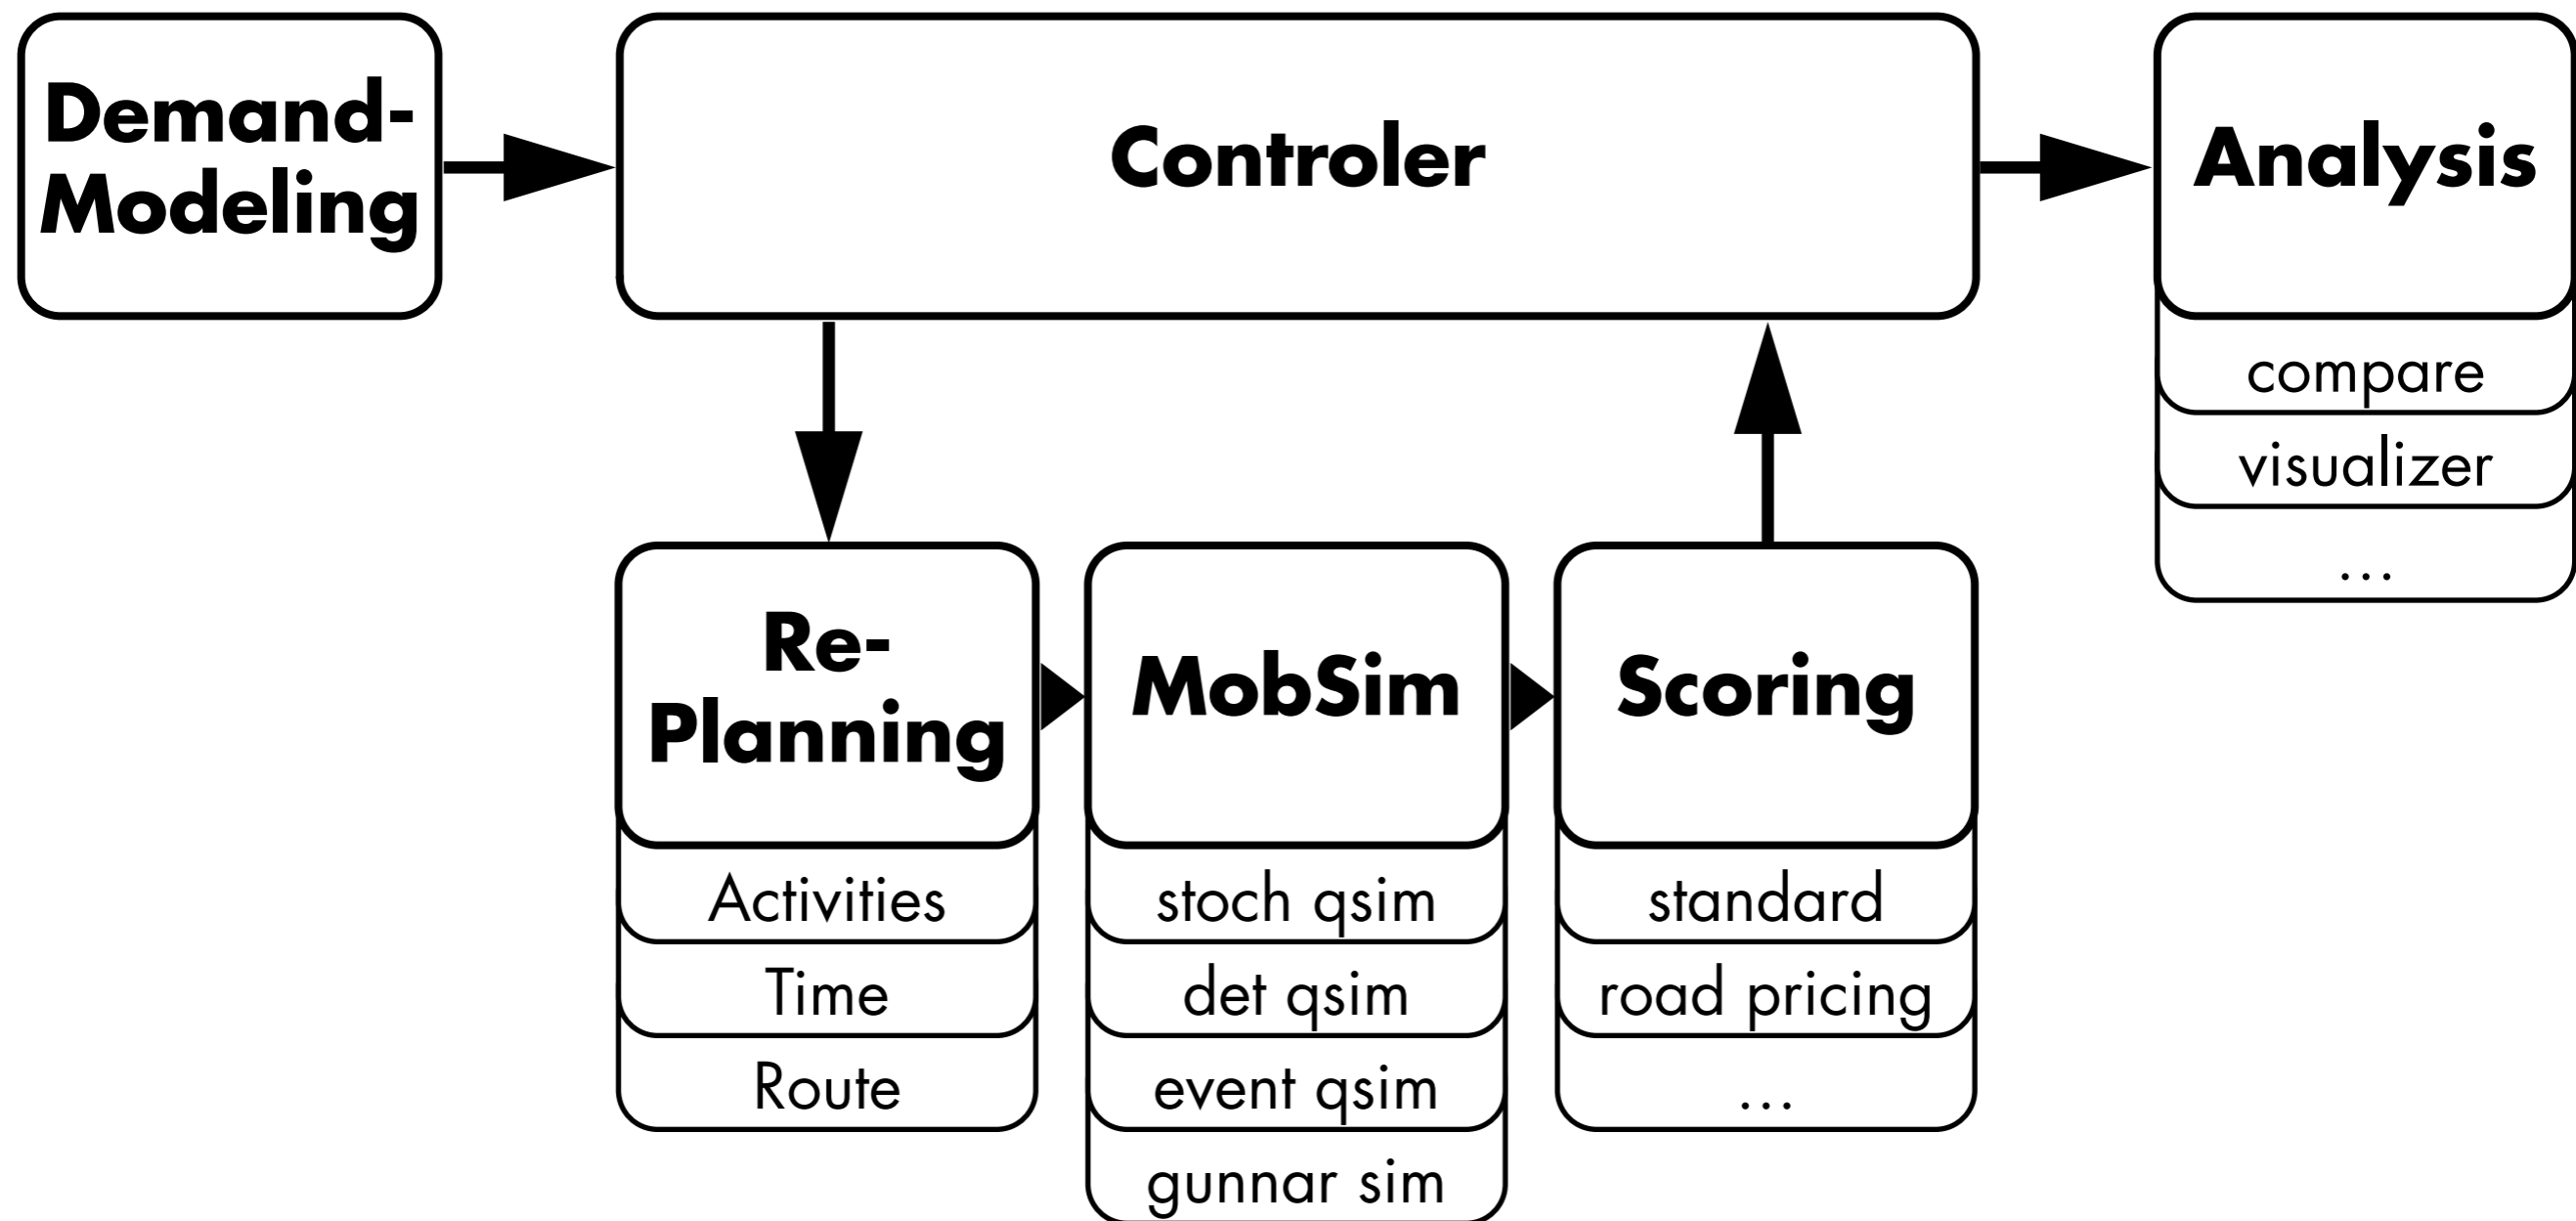 Demand-
Modeling
Controler
Analysis
compare
visualizer
...
Re-
Planning
Activities
Time
Route
MobSim
stoch qsim
det qsim
event qsim
gunnar sim
Scoring
standard
road pricing
...